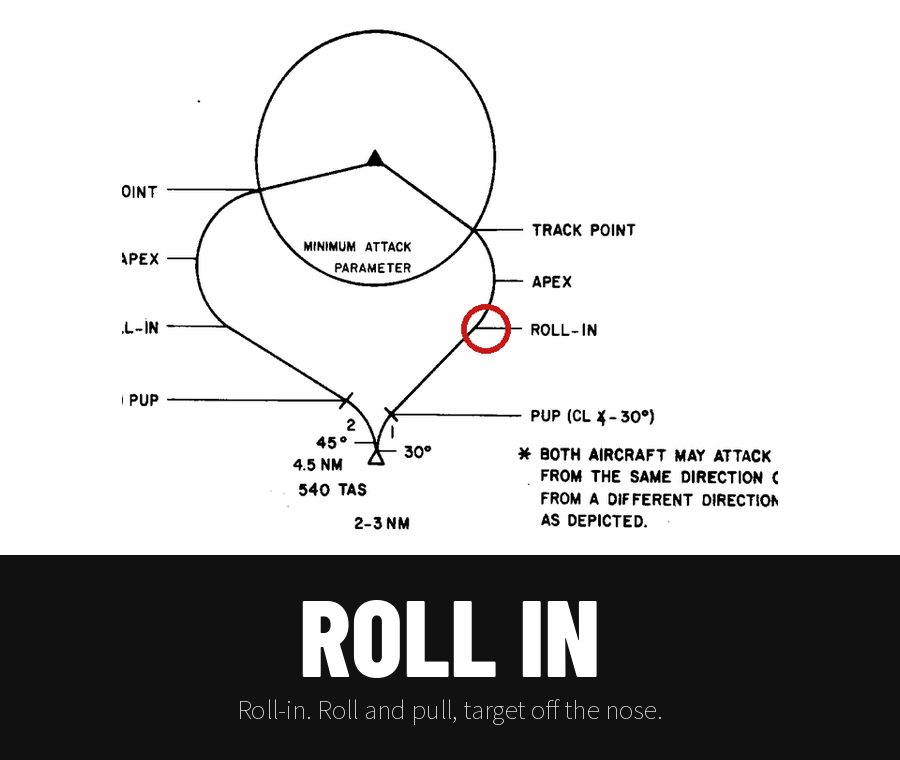 OINT
TRACK POINT
MINIMUM ATTACK
PARAMETER
APEX
APEX
L-IN
ROLL-IN
PUP
PUP (CL ∡-30°)
2
1
45°
30°
4.5 NM
540 TAS
2-3 NM
* BOTH AIRCRAFT MAY ATTACK
FROM THE SAME DIRECTION
FROM A DIFFERENT DIRECTION
AS DEPICTED.
ROLL IN
Roll-in. Roll and pull, target off the nose.